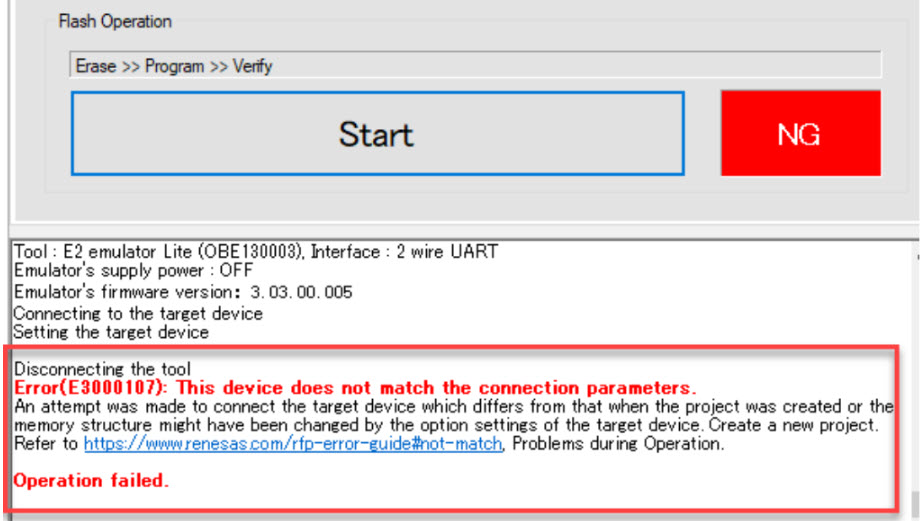 Flash Operation
Erase >> Program >> Verify
Start
NG
Tool : E2 emulator Lite (OBE130003), Interface : 2 wire UART
Emulator's supply power : OFF
Emulator's firmware version: 3.03.00.005
Connecting to the target device
Setting the target device
Disconnecting the tool
Error(E3000107): This device does not match the connection parameters.
An attempt was made to connect the target device which differs from that when the project was created or the
memory structure might have been changed by the option settings of the target device. Create a new project.
Refer to https://www.renesas.com/rfp-error-guide#not-match, Problems during Operation.
Operation failed.